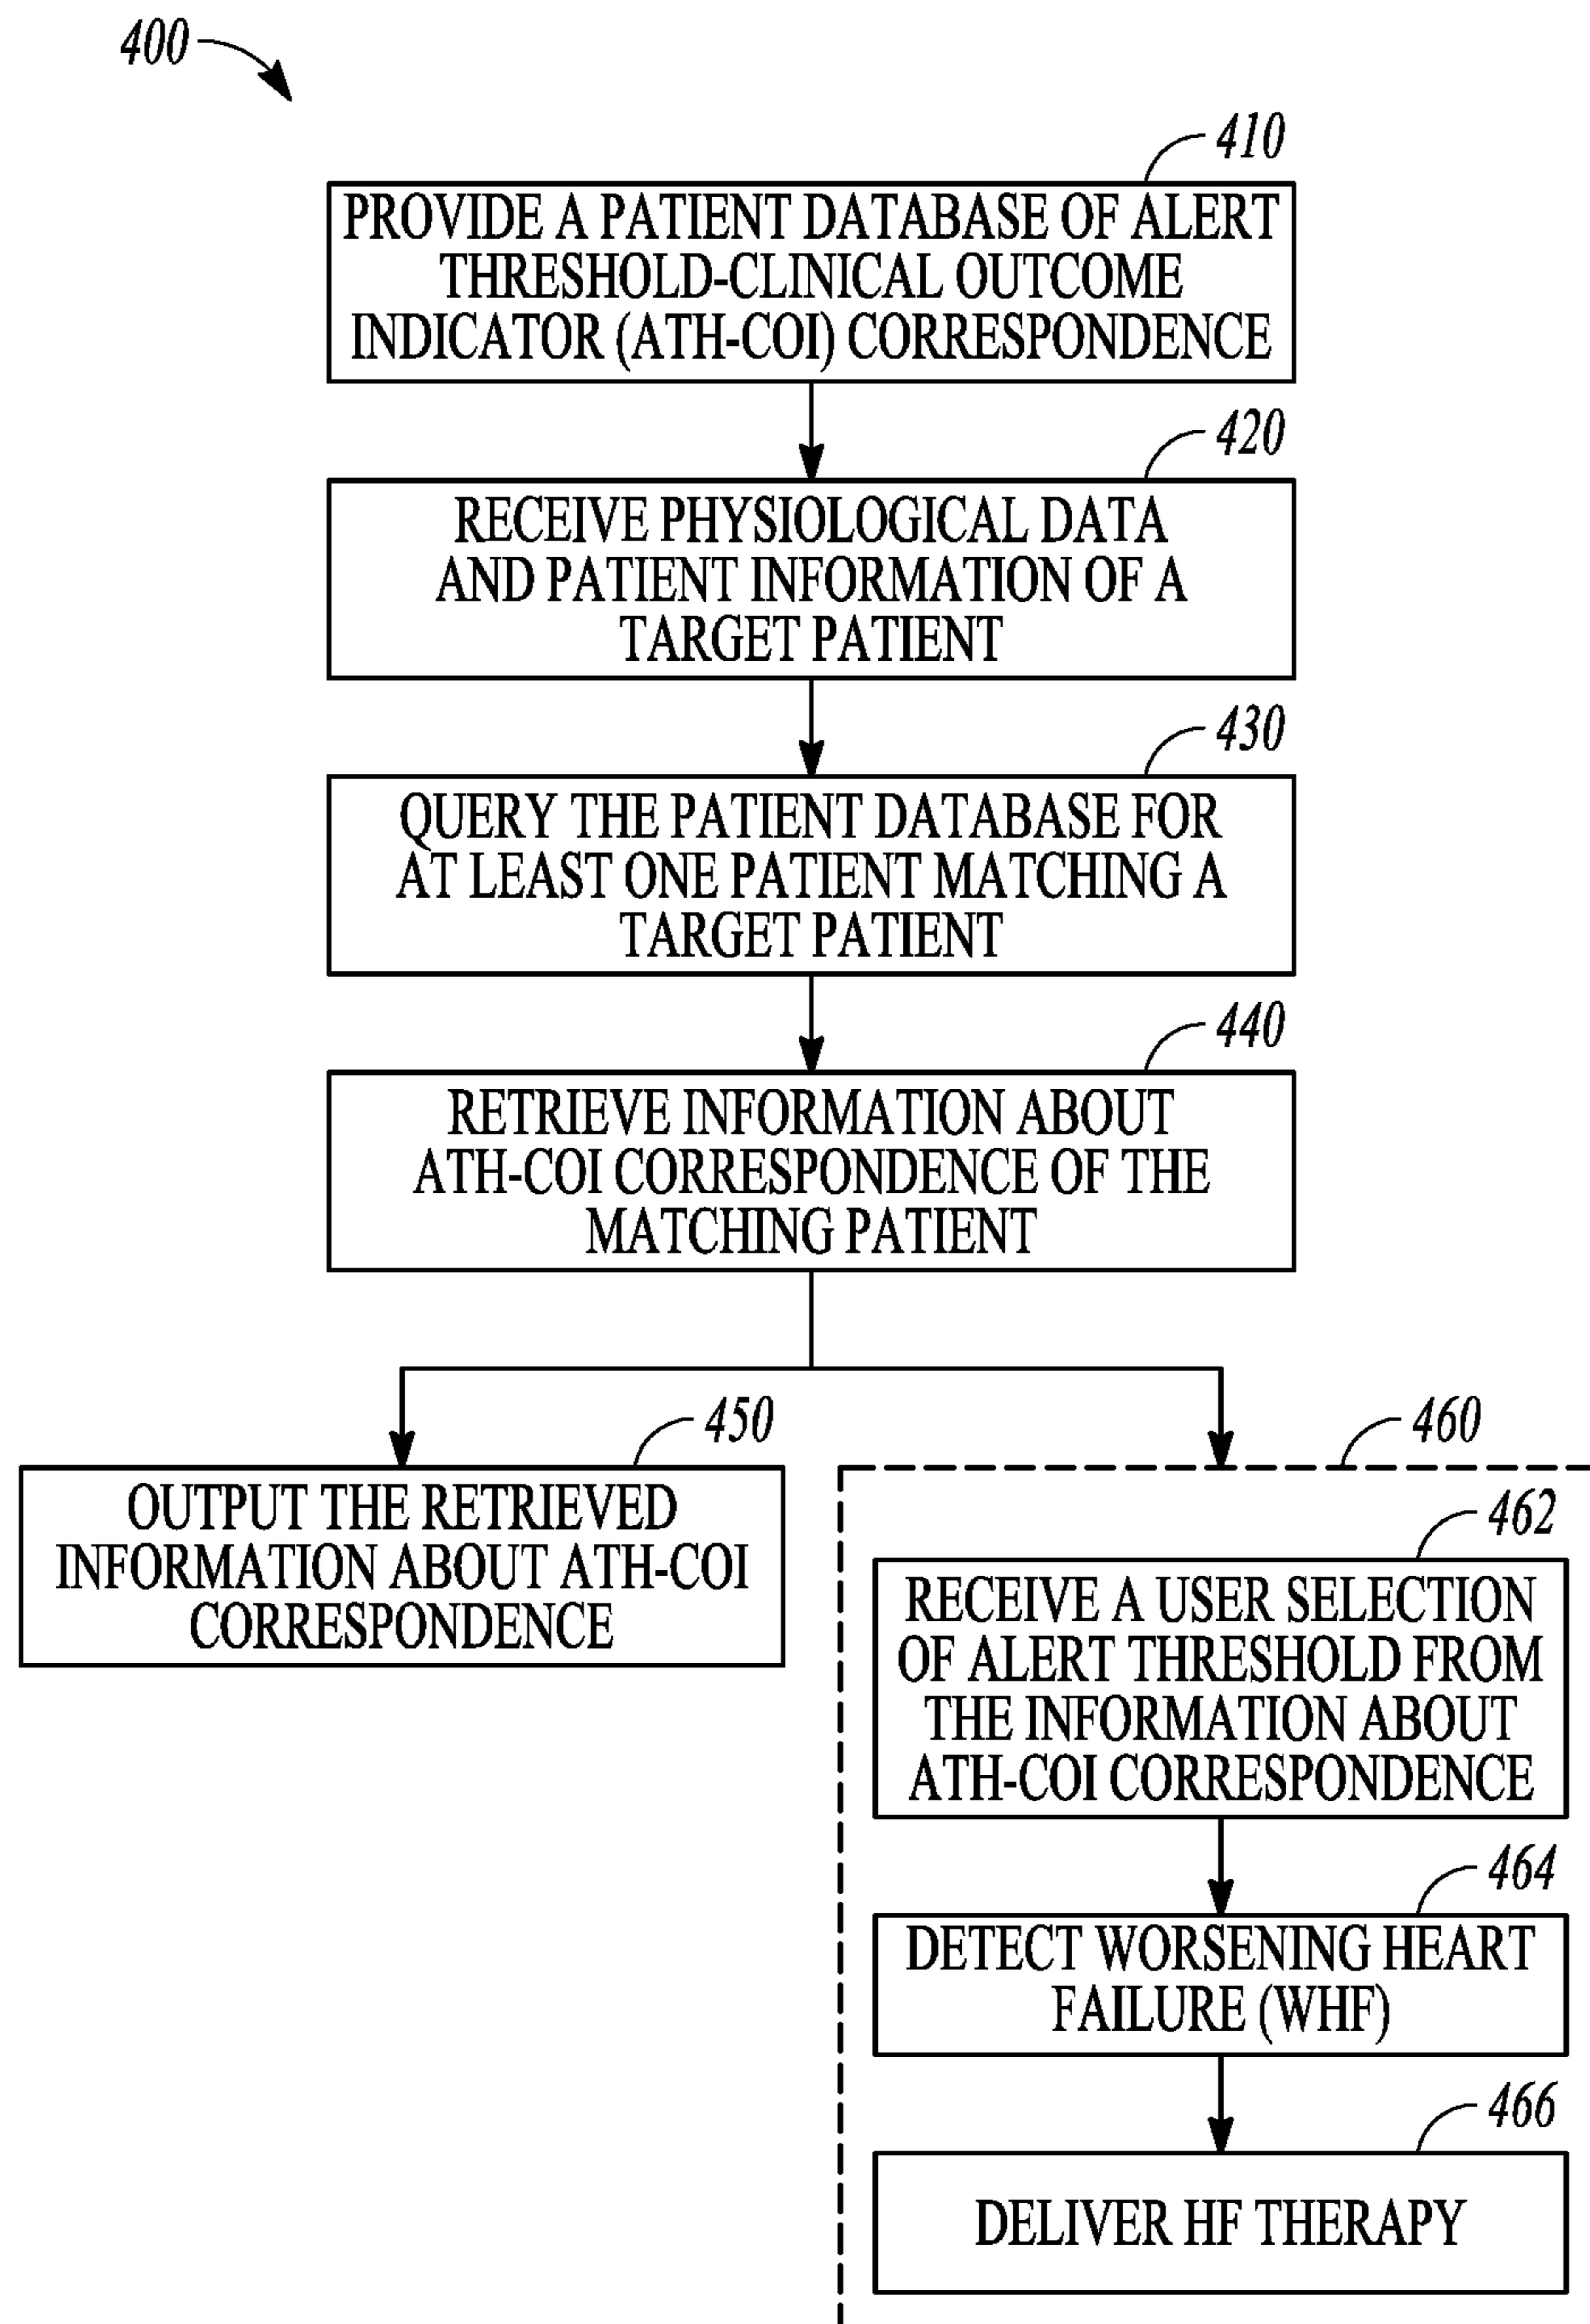 400
410
PROVIDE A PATIENT DATABASE OF ALERT
THRESHOLD-CLINICAL OUTCOME
INDICATOR (ATH-COI) CORRESPONDENCE
420
RECEIVE PHYSIOLOGICAL DATA
AND PATIENT INFORMATION OF A
TARGET PATIENT
430
QUERY THE PATIENT DATABASE FOR
AT LEAST ONE PATIENT MATCHING A
TARGET PATIENT
440
RETRIEVE INFORMATION ABOUT
ATH-COI CORRESPONDENCE OF THE
MATCHING PATIENT
450
OUTPUT THE RETRIEVED
INFORMATION ABOUT ATH-COI
CORRESPONDENCE
460
462
RECEIVE A USER SELECTION
OF ALERT THRESHOLD FROM
THE INFORMATION ABOUT
ATH-COI CORRESPONDENCE
464
DETECT WORSENING HEART
FAILURE (WHF)
466
DELIVER HF THERAPY